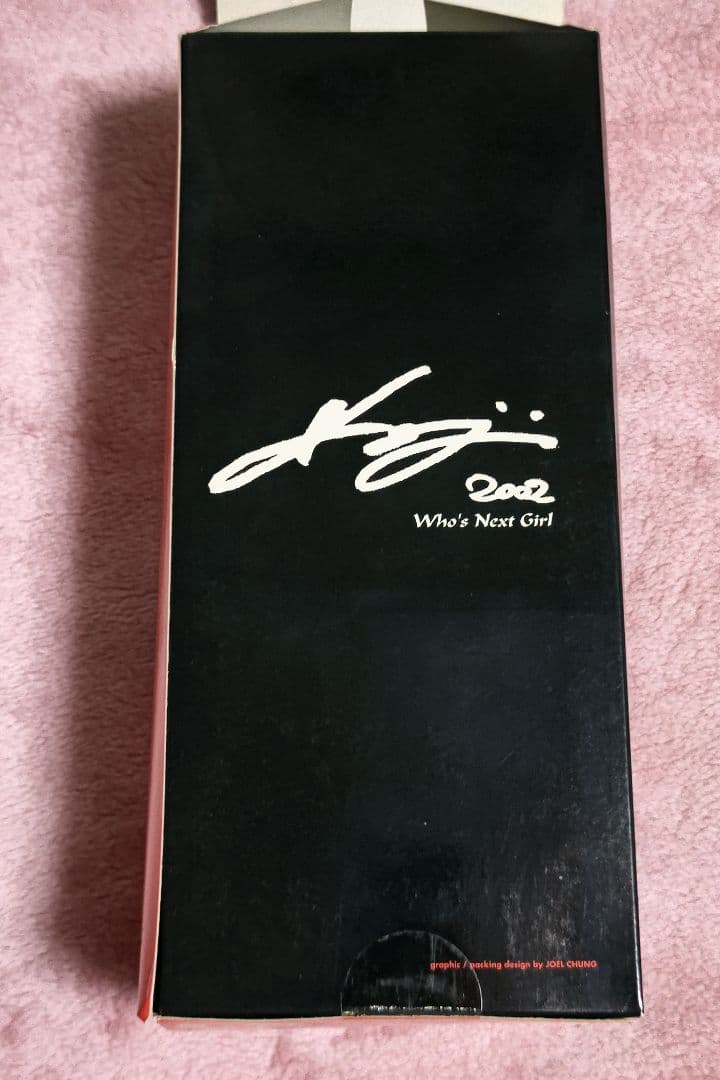 2002
Who's Next Girl
graphic / packing design by JOEL CHUNG